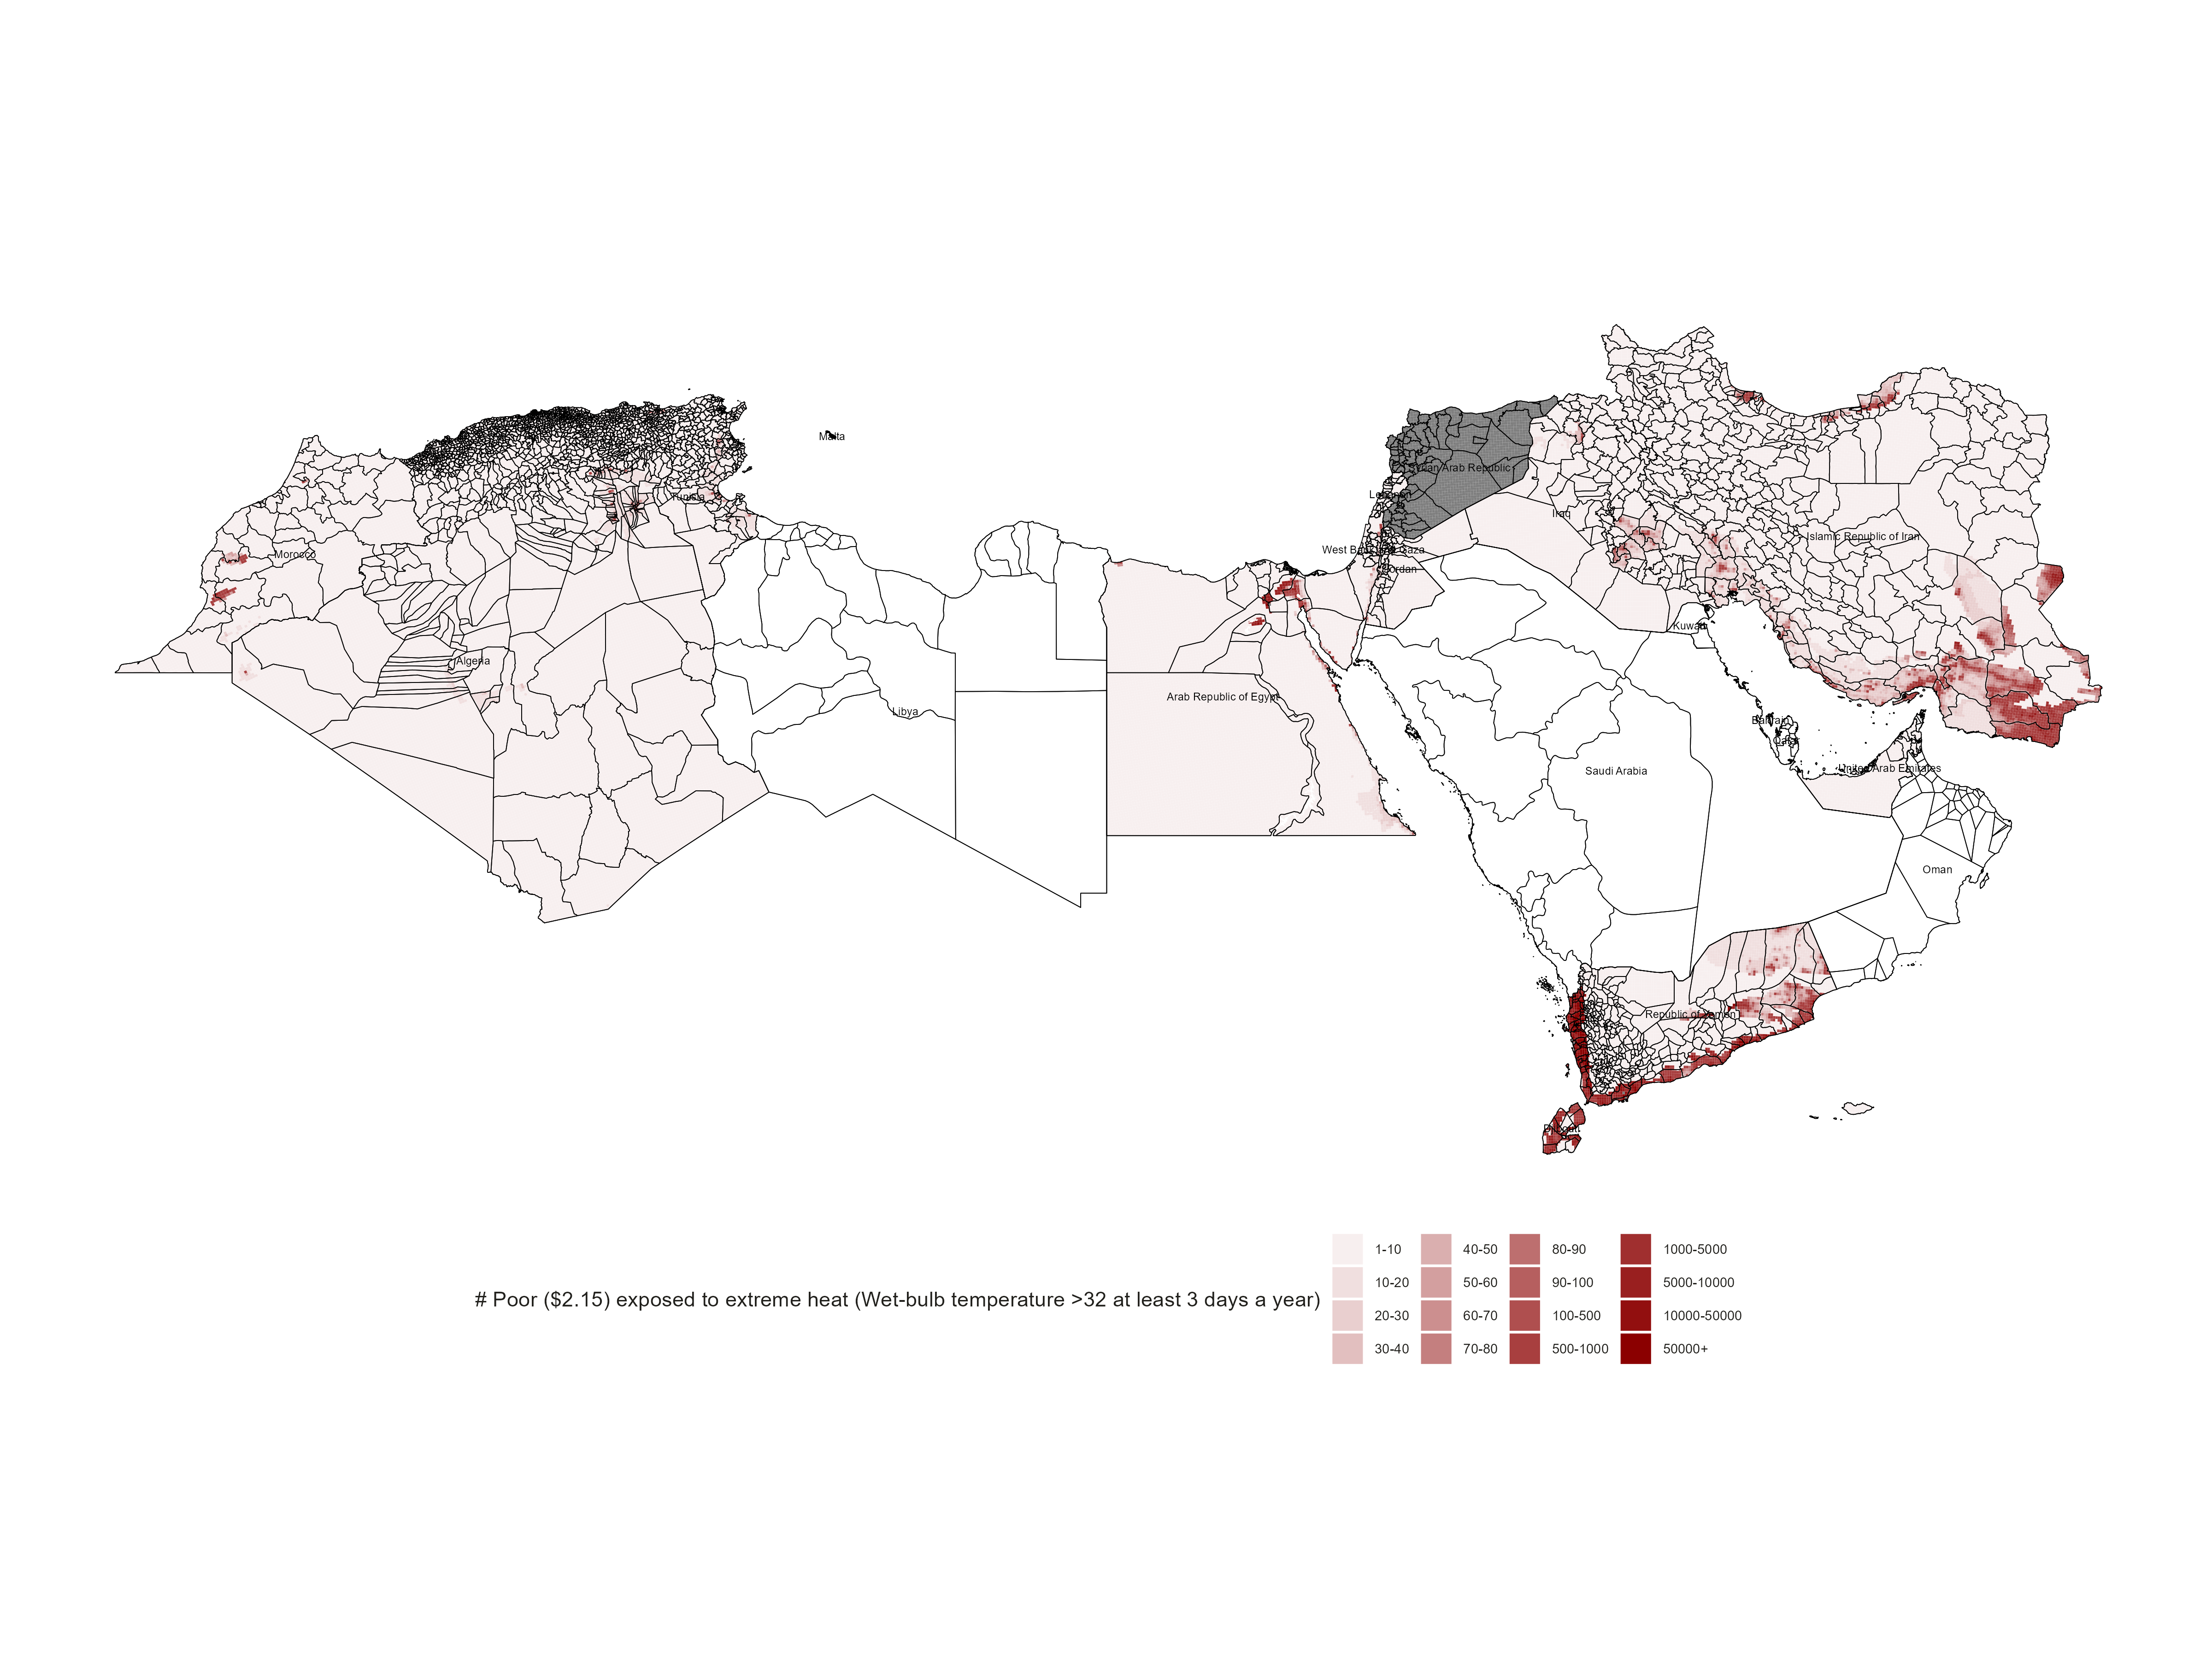 Malta
Syrian Arab Republic
Lebanon
Tunisia
Iraq
Islamic Republic of Iran
West Bank and Gaza
Morocco
Jordan
Kuwait
Algeria
Arab Republic of Egypt
Libya
Bahrain
Qatar
United Arab Emirates
Saudi Arabia
Oman
Republic of Yemen
Djibouti
# Poor ($2.15) exposed to extreme heat (Wet-bulb temperature >32 at least 3 days a year)
1-10
10-20
20-30
30-40
40-50
50-60
60-70
70-80
80-90
90-100
100-500
500-1000
1000-5000
5000-10000
10000-50000
50000+